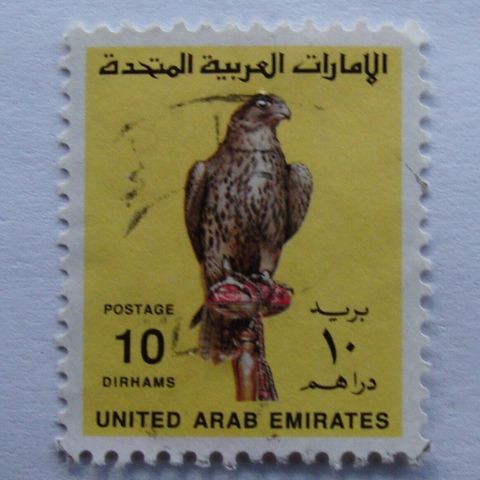 الإمارات العربية المتحدة
POSTAGE
10
DIRHAMS
بريد
١٠
دراهم
UNITED ARAB EMIRATES